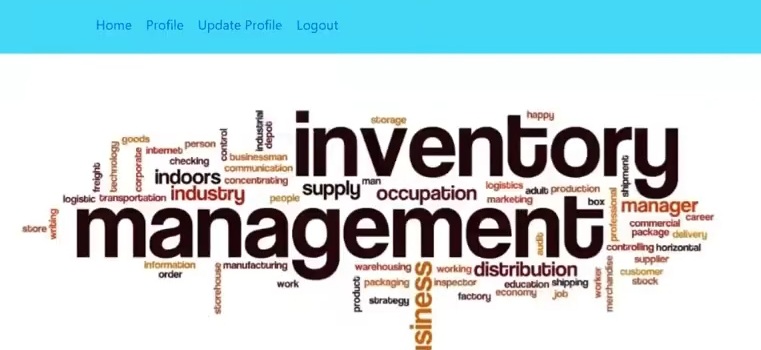 Home Profile Update Profile Logout
inventory
management
storage
happy
industrial
depot
control
goods
person
internet
technology
corporate
freight
checking
businessman
communication
indoors
concentrating
logistic
transportation
industry
people
supply
man
occupation
logistics
adult
production
marketing
box
shipment
professional
manager
career
commercial
package
delivery
controlling
horizontal
supplier
customer
stock
store
writing
information
order
storehouse
manufacturing
work
warehousing
working
distribution
audit
product
packaging
inspector
education
shipping
strategy
factory
economy
job
worker
merchandise
siness